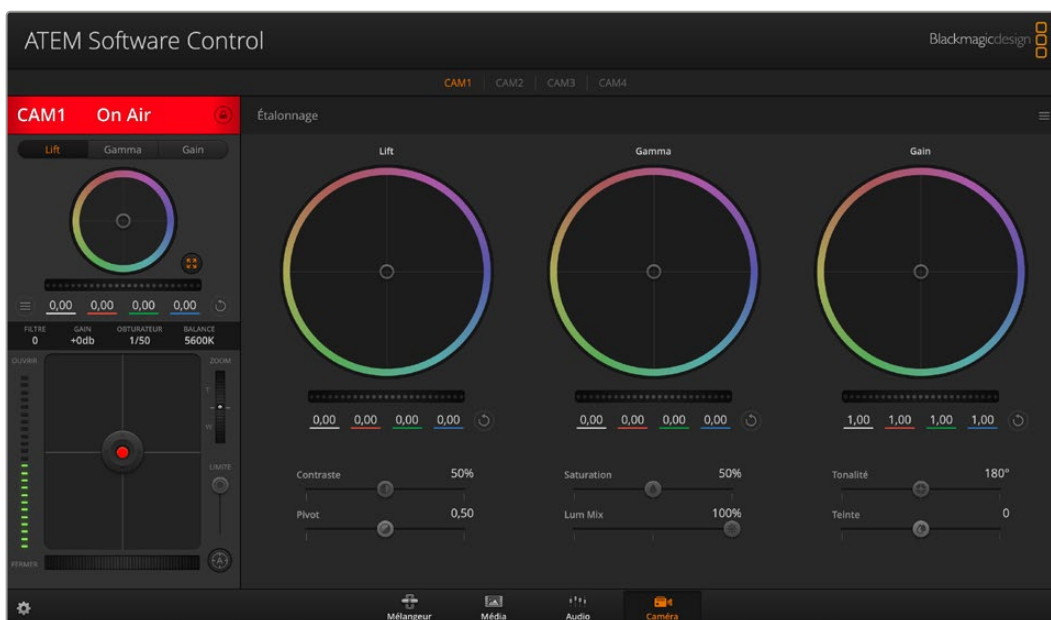 ATEM Software Control
Blackmagicdesign
CAM1 CAM2 CAM3 CAM4
CAM1 On Air
Étalonnage
Lift Gamma Gain
Lift Gamma Gain
0,00 0,00 0,00 0,00
FILTRE GAIN OBTURATEUR BALANCE
0 +0db 1/50 5600K
OUVRIR ZOOM
T
W
LIMITE
A
FERMER
0,00 0,00 0,00 0,00 0,00 0,00 0,00 0,00 1,00 1,00 1,00 1,00
Contraste 50% Saturation 50% Tonalité 180°
Pivot 0,50 Lum Mix 100% Teinte 0
Mélangeur Média Audio Caméra